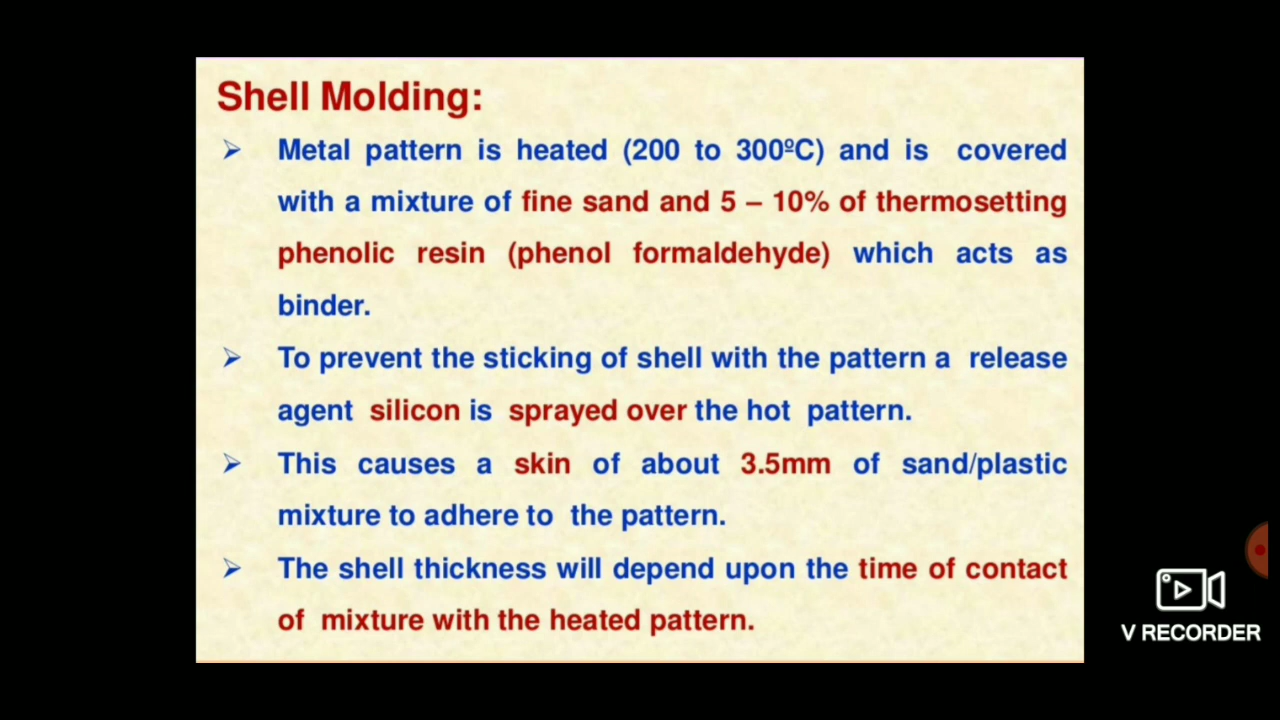 Shell Molding:
➢ Metal pattern is heated (200 to 300ºC) and is covered
with a mixture of fine sand and 5 – 10% of thermosetting
phenolic resin (phenol formaldehyde) which acts as
binder.
➢ To prevent the sticking of shell with the pattern a release
agent silicon is sprayed over the hot pattern.
➢ This causes a skin of about 3.5mm of sand/plastic
mixture to adhere to the pattern.
➢ The shell thickness will depend upon the time of contact
of mixture with the heated pattern.
V RECORDER